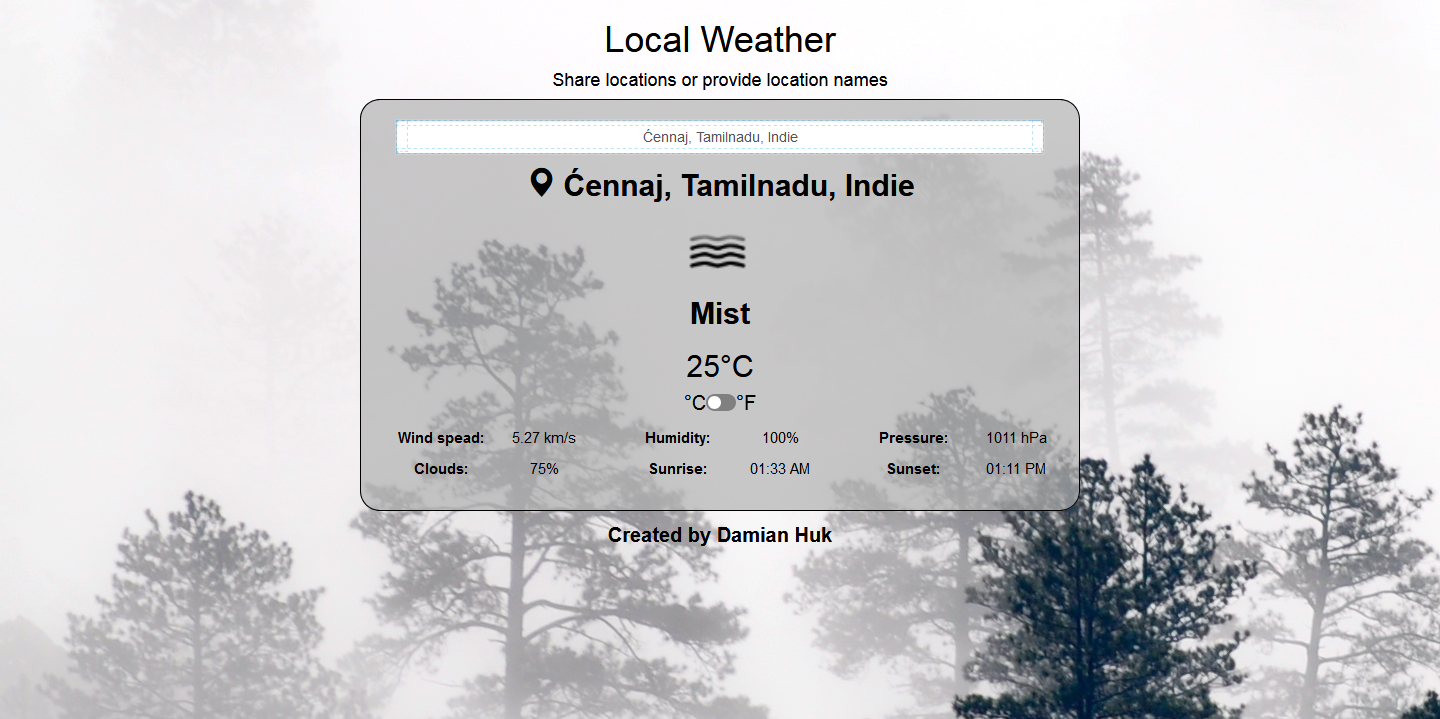 Local Weather
Share locations or provide location names
Ćennaj, Tamilnadu, Indie
Ćennaj, Tamilnadu, Indie
Mist
25°C
°C °F
Wind spead: 5.27 km/s Humidity: 100% Pressure: 1011 hPa
Clouds: 75% Sunrise: 01:33 AM Sunset: 01:11 PM
Created by Damian Huk